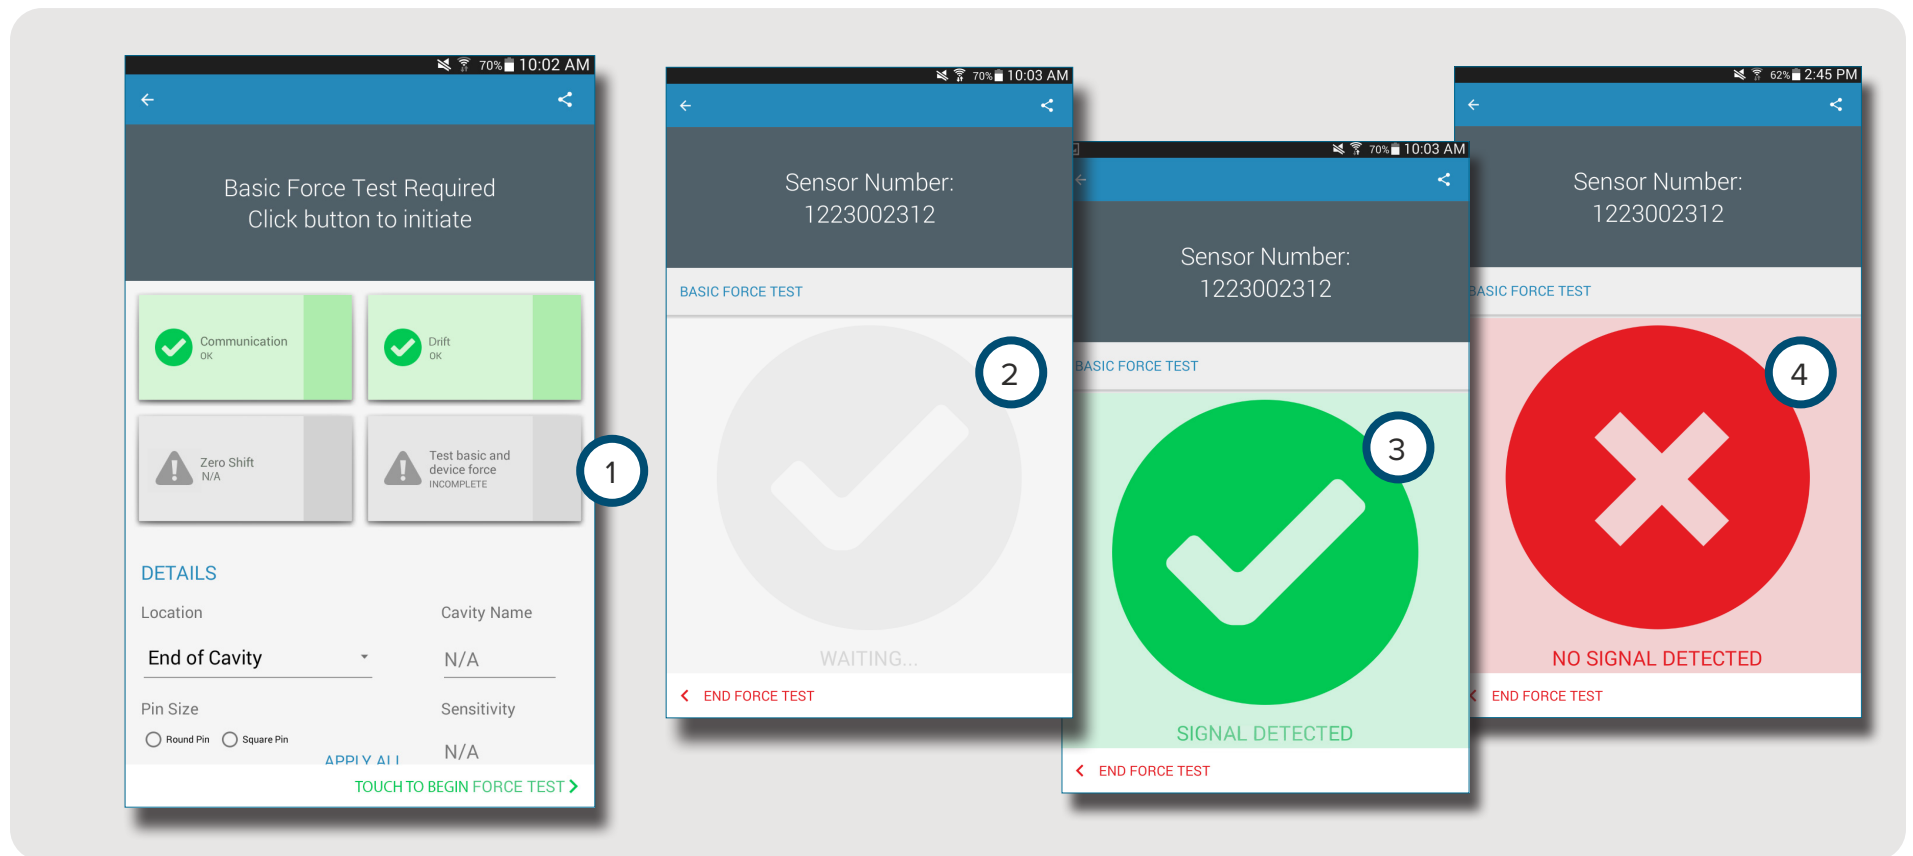 70% 10:02 AM
Basic Force Test Required
Click button to initiate
Communication
OK
Drift
OK
Zero Shift
N/A
Test basic and
device force
INCOMPLETE
1
DETAILS
Location
Cavity Name
End of Cavity
N/A
Pin Size
Sensitivity
Round Pin
Square Pin
N/A
APPLY ALL
TOUCH TO BEGIN FORCE TEST
70% 10:03 AM
Sensor Number:
1223002312
BASIC FORCE TEST
2
WAITING...
END FORCE TEST
70% 10:03 AM
Sensor Number:
1223002312
BASIC FORCE TEST
3
SIGNAL DETECTED
END FORCE TEST
62% 2:45 PM
Sensor Number:
1223002312
BASIC FORCE TEST
4
NO SIGNAL DETECTED
END FORCE TEST